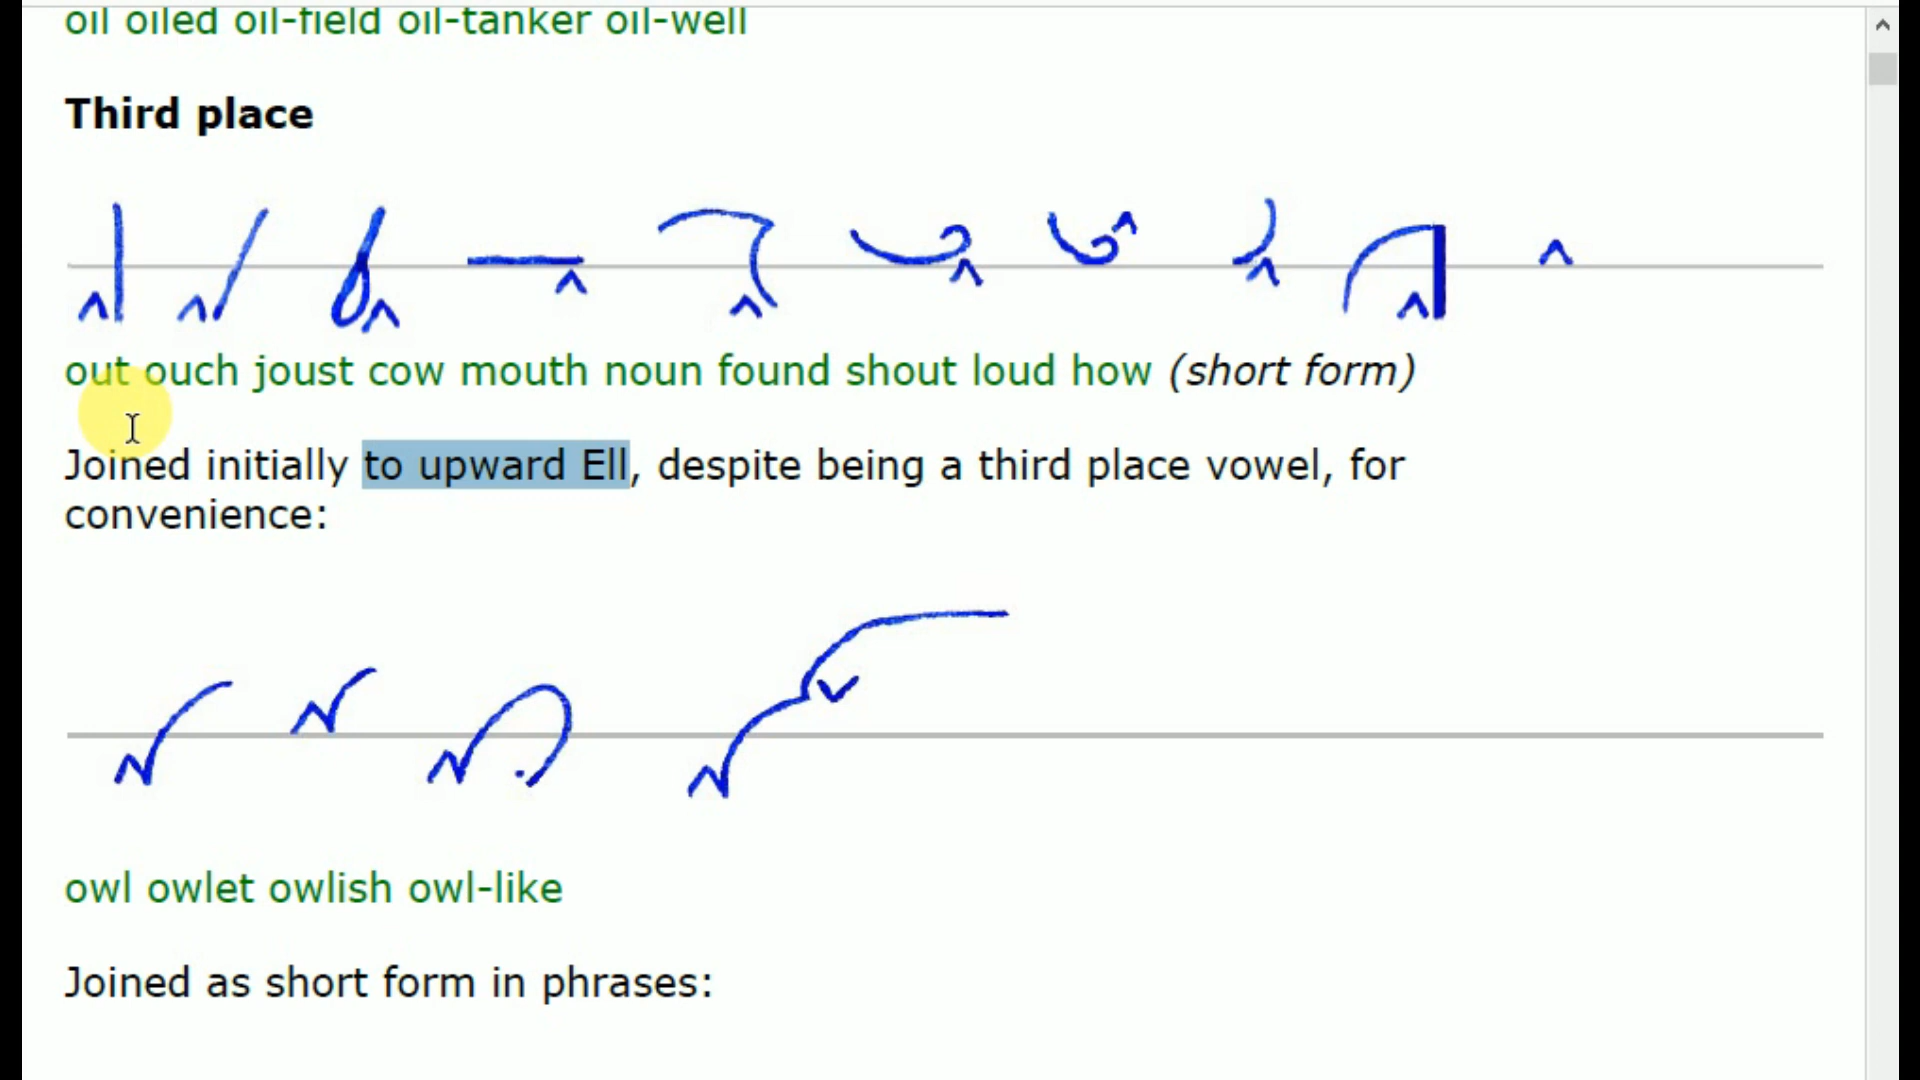 oil oiled oil-field oil-tanker oil-well
Third place
out ouch joust cow mouth noun found shout loud how (short form)
Joined initially to upward Ell, despite being a third place vowel, for
convenience:
owl owlet owlish owl-like
Joined as short form in phrases: